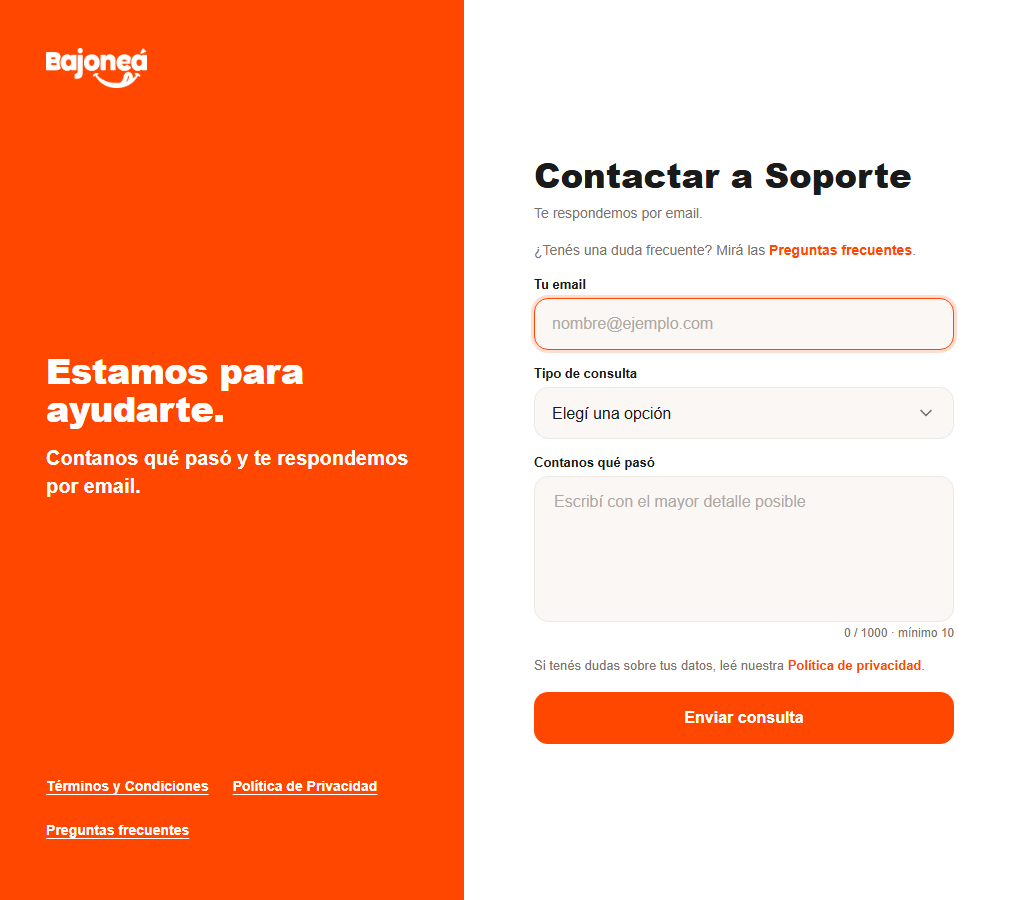 Bajoneá
Estamos para
ayudarte.
Contanos qué pasó y te respondemos
por email.
Términos y Condiciones
Política de Privacidad
Preguntas frecuentes
Contactar a Soporte
Te respondemos por email.
¿Tenés una duda frecuente? Mirá las Preguntas frecuentes.
Tu email
nombre@ejemplo.com
Tipo de consulta
Elegí una opción
Contanos qué pasó
Escribí con el mayor detalle posible
0 / 1000 · mínimo 10
Si tenés dudas sobre tus datos, leé nuestra Política de privacidad.
Enviar consulta